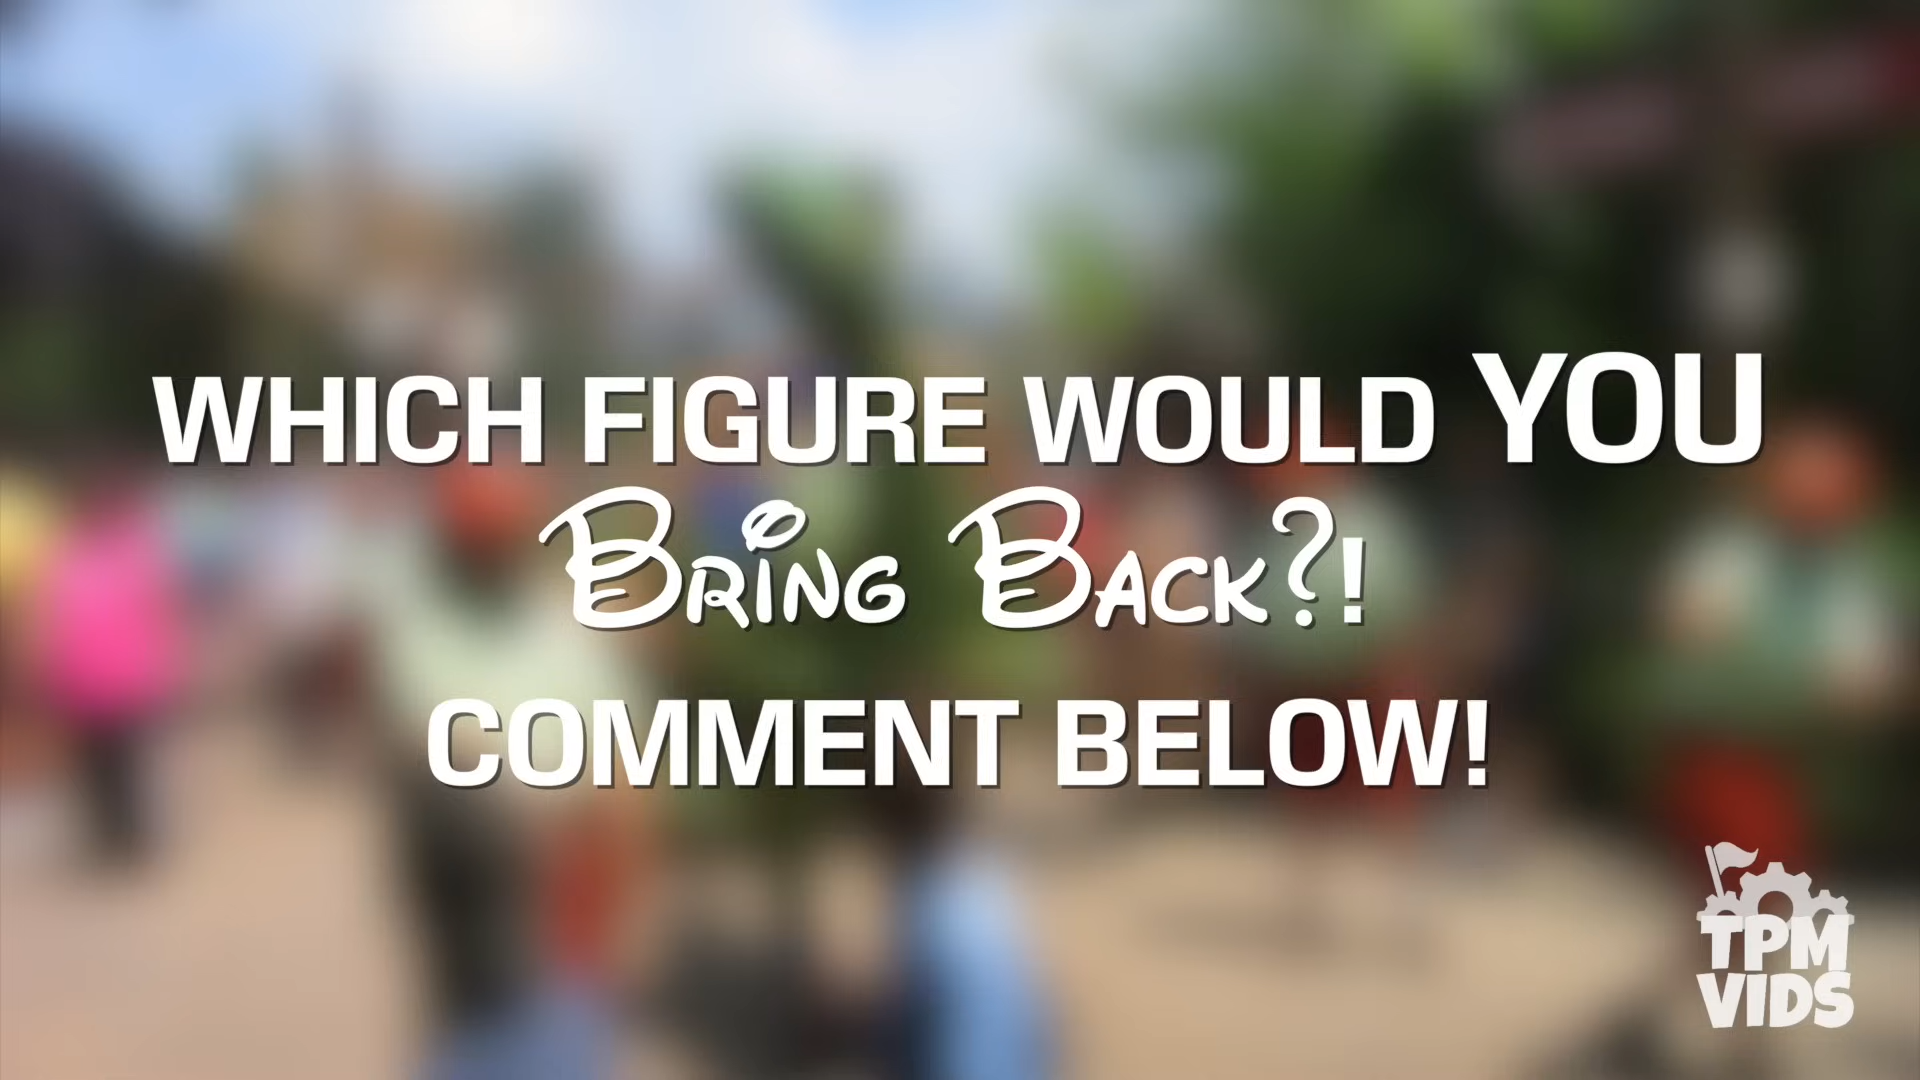 WHICH FIGURE WOULD YOU
BRING BACK?!
COMMENT BELOW!
TPM
VIDS